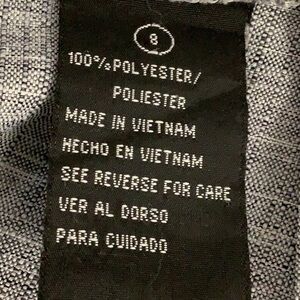 8
100% POLYESTER/
POLIESTER
MADE IN VIETNAM
HECHO EN VIETNAM
SEE REVERSE FOR CARE
VER AL DORSO
PARA CUIDADO